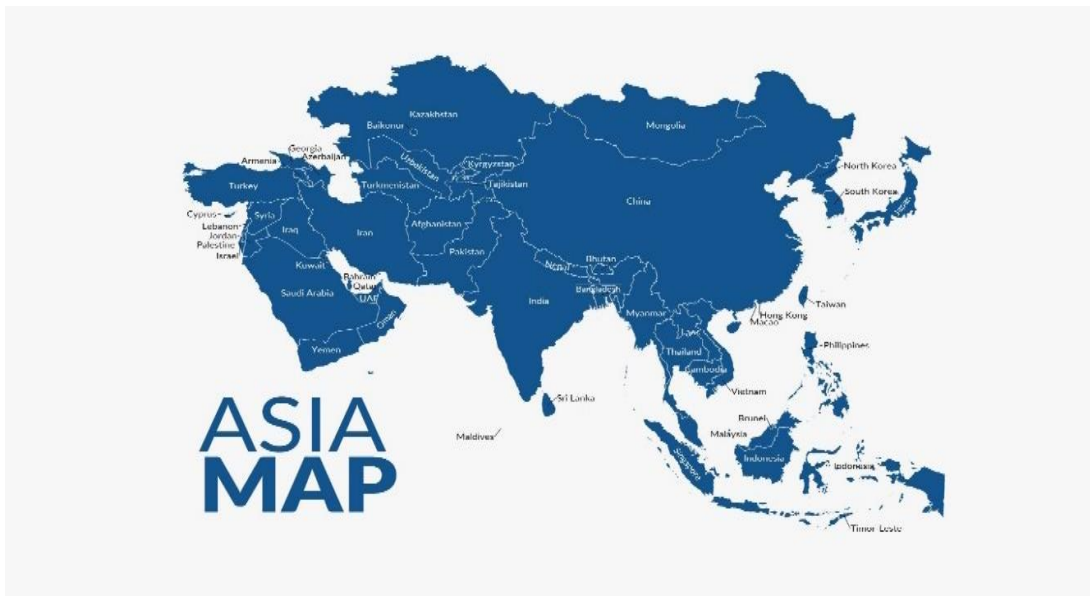 Kazakhstan
Baikonur
Mongolia
Georgia
Armenia
Azerbaijan
Uzbekistan
Kyrgyzstan
North Korea
Turkey
Turkmenistan
Tajikistan
South Korea
China
Japan
Cyprus
Syria
Afghanistan
Lebanon
Iraq
Iran
Jordan
Palestine
Israel
Pakistan
Kuwait
Nepal
Bhutan
Bahrain
Qatar
Saudi Arabia
UAE
India
Bangladesh
Oman
Myanmar
Taiwan
Hong Kong
Macao
Laos
Yemen
Thailand
Philippines
Cambodia
Vietnam
Sri Lanka
ASIA
MAP
Maldives
Brunei
Malaysia
Indonesia
Singapore
Indonesia
Timor-Leste